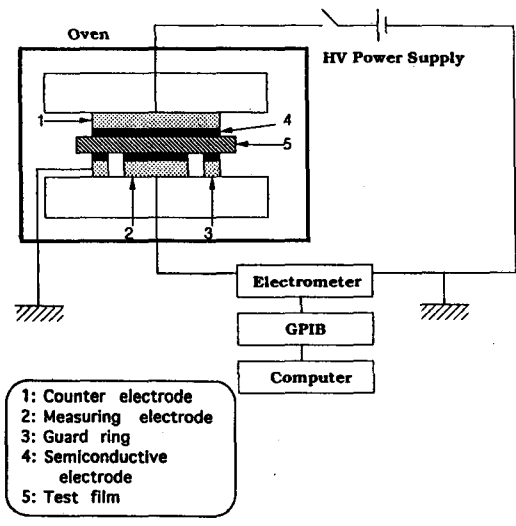 Oven
HV Power Supply
1
4
5
2
3
Electrometer
GPIB
Computer
1: Counter electrode
2: Measuring electrode
3: Guard ring
4: Semiconductive
electrode
5: Test film